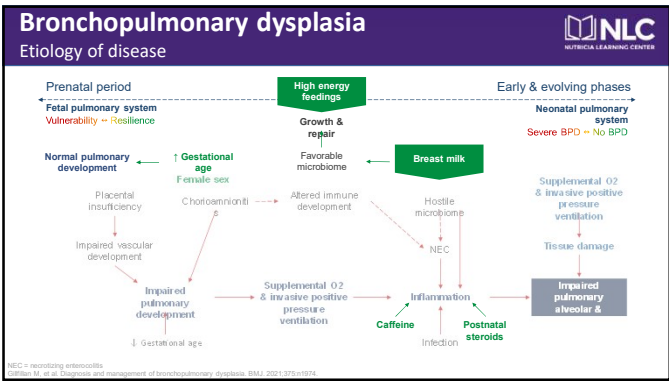 Bronchopulmonary dysplasia
Etiology of disease
NLC
NUTRICIA LEARNING CENTER
Prenatal period
High energy
feedings
Early & evolving phases
Fetal pulmonary system
Vulnerability ↔ Resilience
Growth &
repair
Neonatal pulmonary
system
Severe BPD ↔ No BPD
Normal pulmonary
development
↑ Gestational
age
Female sex
Favorable
microbiome
Breast milk
Placental
insufficiency
Chorioamnioniti
s
Altered immune
development
Hostile
microbiome
Supplemental O2
& invasive positive
pressure
ventilation
Impaired vascular
development
NEC
Tissue damage
Impaired
pulmonary
development
Supplemental O2
& invasive positive
pressure
ventilation
Inflammation
Impaired
pulmonary
alveolar &
Caffeine
Postnatal
steroids
↓ Gestational age
Infection
NEC = necrotizing enterocolitis
Gilfillan M, et al. Diagnosis and management of bronchopulmonary dysplasia. BMJ. 2021;375:n1974.